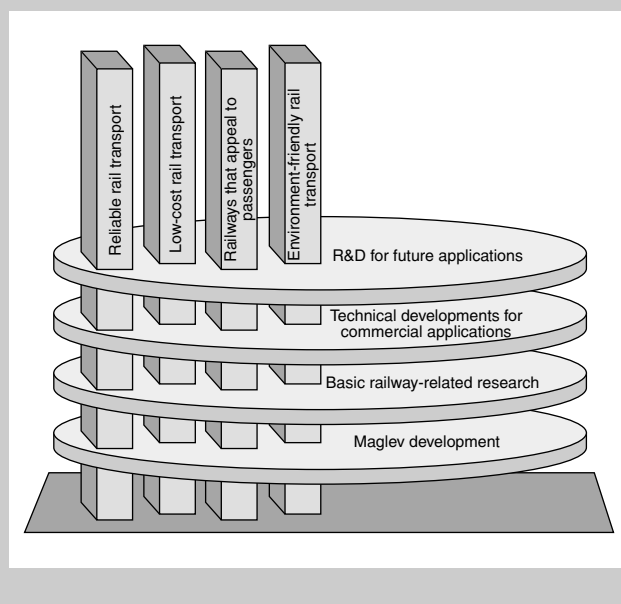 Reliable rail transport
Low-cost rail transport
Railways that appeal to
passengers
Environment-friendly rail
transport
R&D for future applications
Technical developments for
commercial applications
Basic railway-related research
Maglev development